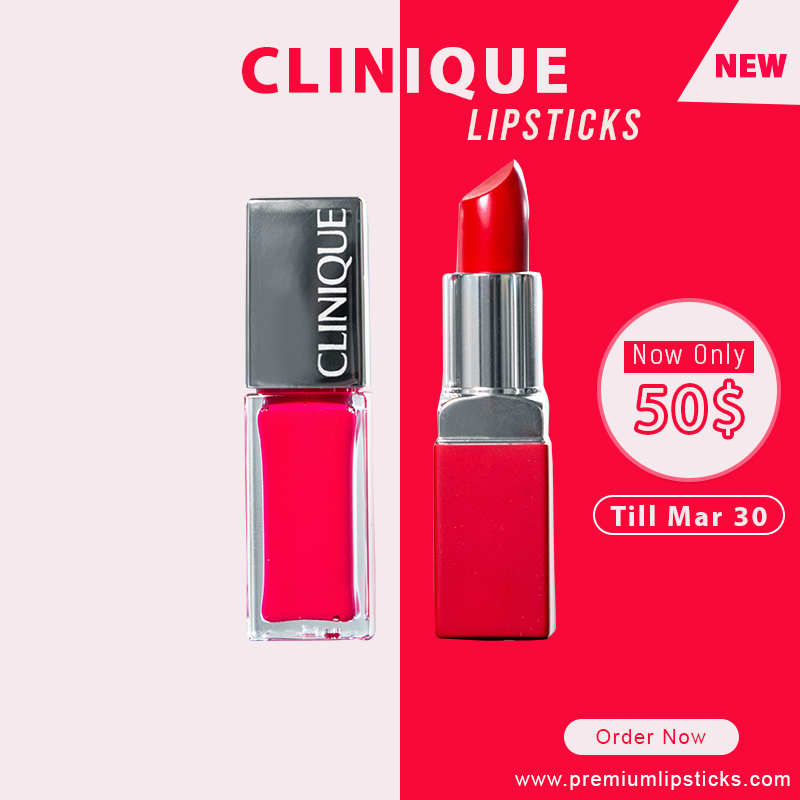 CLINIQUE
LIPSTICKS
NEW
CLINIQUE
Now Only
50$
Till Mar 30
Order Now
www.premiumlipsticks.com